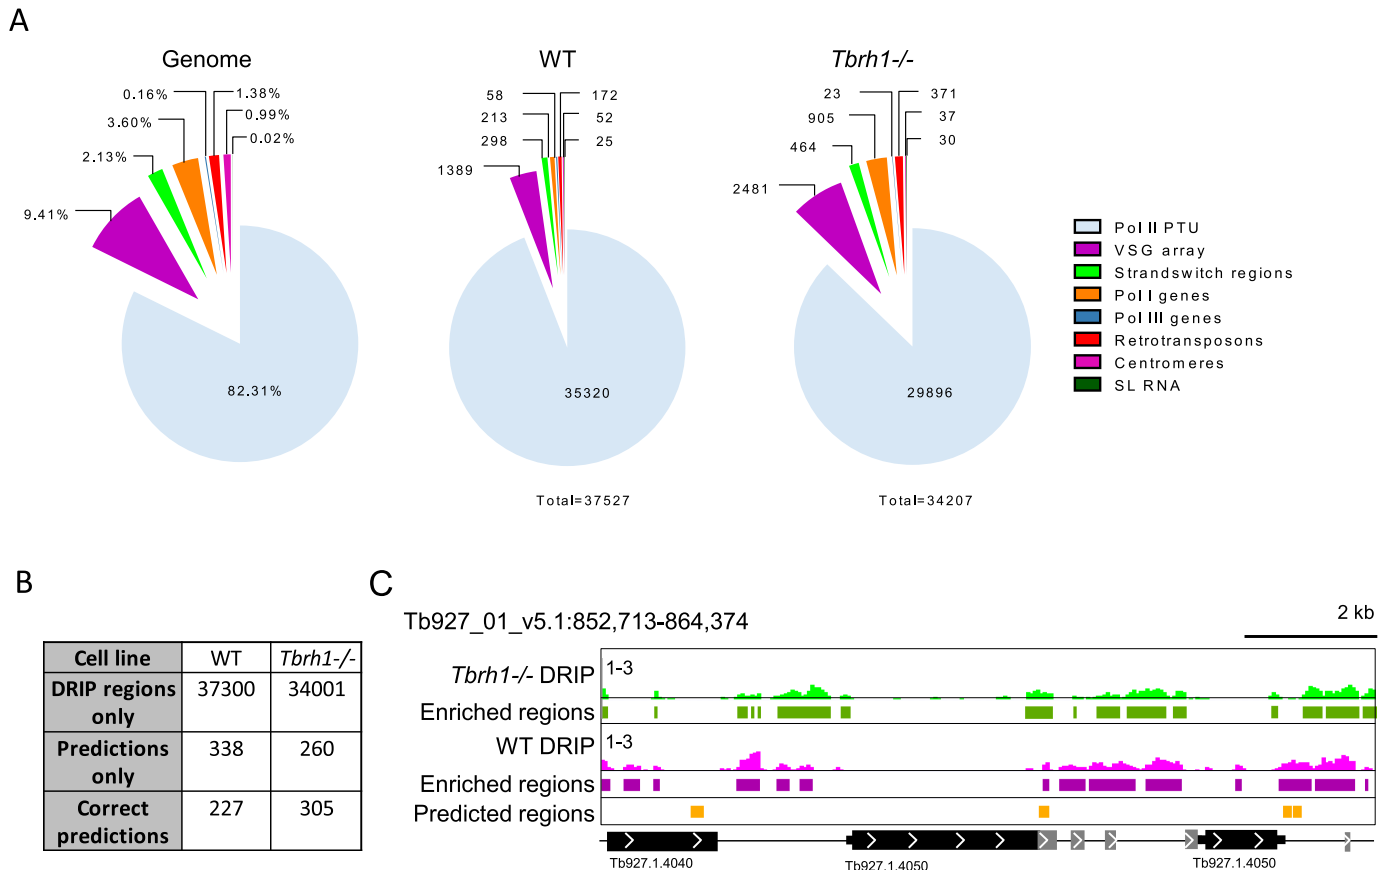 A
Genome
0.16%
1.38%
3.60%
0.99%
0.02%
2.13%
9.41%
82.31%
WT
58
172
213
52
298
25
1389
35320
Total=37527
Tbrh1-/-
23
371
905
37
464
30
2481
29896
Total=34207
Pol II PTU
VSG array
Strandswitch regions
Pol I genes
Pol III genes
Retrotransposons
Centromeres
SL RNA
B
Cell line WT Tbrh1-/-
DRIP regions only 37300 34001
Predictions only 338 260
Correct predictions 227 305
C
Tb927_01_v5.1:852,713-864,374
2 kb
Tbrh1-/- DRIP 1-3
Enriched regions
WT DRIP 1-3
Enriched regions
Predicted regions
Tb927.1.4040
Tb927.1.4050
Tb927.1.4050